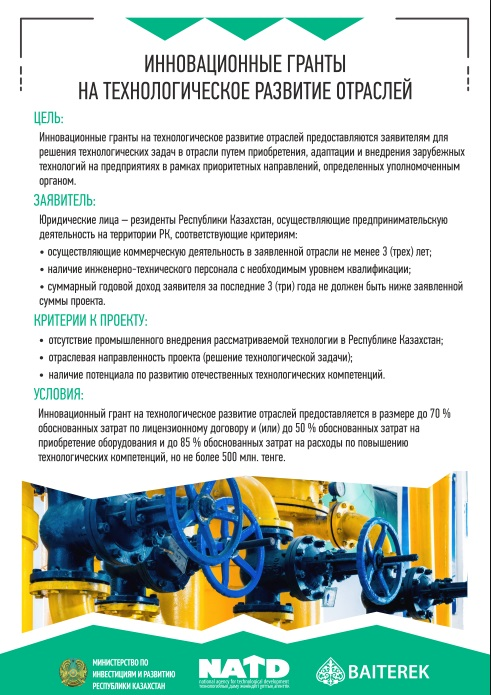 ИННОВАЦИОННЫЕ ГРАНТЫ
НА ТЕХНОЛОГИЧЕСКОЕ РАЗВИТИЕ ОТРАСЛЕЙ
ЦЕЛЬ:
Инновационные гранты на технологическое развитие отраслей предоставляются заявителям для
решения технологических задач в отрасли путем приобретения, адаптации и внедрения зарубежных
технологий на предприятиях в рамках приоритетных направлений, определенных уполномоченным
органом.
ЗАЯВИТЕЛЬ:
Юридические лица – резиденты Республики Казахстан, осуществляющие предпринимательскую
деятельность на территории РК, соответствующие критериям:
• осуществляющие коммерческую деятельность в заявленной отрасли не менее 3 (трех) лет;
• наличие инженерно-технического персонала с необходимым уровнем квалификации;
• суммарный годовой доход заявителя за последние 3 (три) года не должен быть ниже заявленной
суммы проекта.
КРИТЕРИИ К ПРОЕКТУ:
• отсутствие промышленного внедрения рассматриваемой технологии в Республике Казахстан;
• отраслевая направленность проекта (решение технологической задачи);
• наличие потенциала по развитию отечественных технологических компетенций.
УСЛОВИЯ:
Инновационный грант на технологическое развитие отраслей предоставляется в размере до 70 %
обоснованных затрат по лицензионному договору и (или) до 50 % обоснованных затрат на
приобретение оборудования и до 85 % обоснованных затрат на расходы по повышению
технологических компетенций, но не более 500 млн. тенге.
МИНИСТЕРСТВО ПО
ИНВЕСТИЦИЯМ И РАЗВИТИЮ
РЕСПУБЛИКИ КАЗАХСТАН
NATD
national agency for technological development
технологиялық даму жөніндегі ұлттық агенттік
BAITEREK